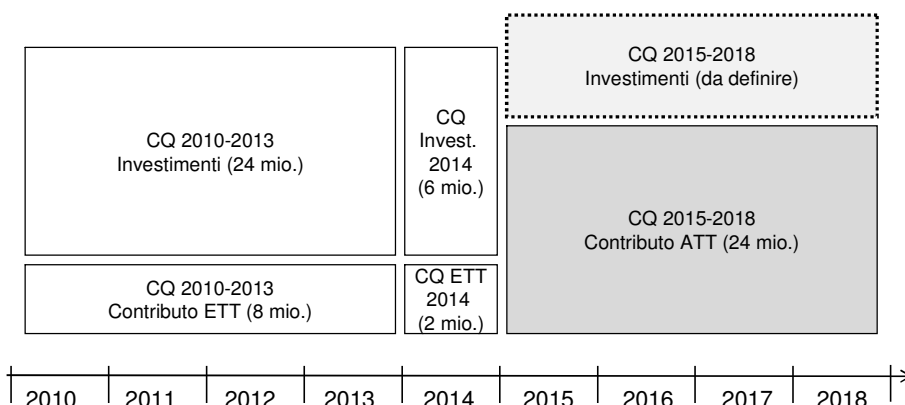 CQ 2010-2013
Investimenti (24 mio.)
CQ
Invest.
2014
(6 mio.)
CQ 2015-2018
Investimenti (da definire)
CQ 2015-2018
Contributo ATT (24 mio.)
CQ 2010-2013
Contributo ETT (8 mio.)
CQ ETT
2014
(2 mio.)
2010 2011 2012 2013 2014 2015 2016 2017 2018